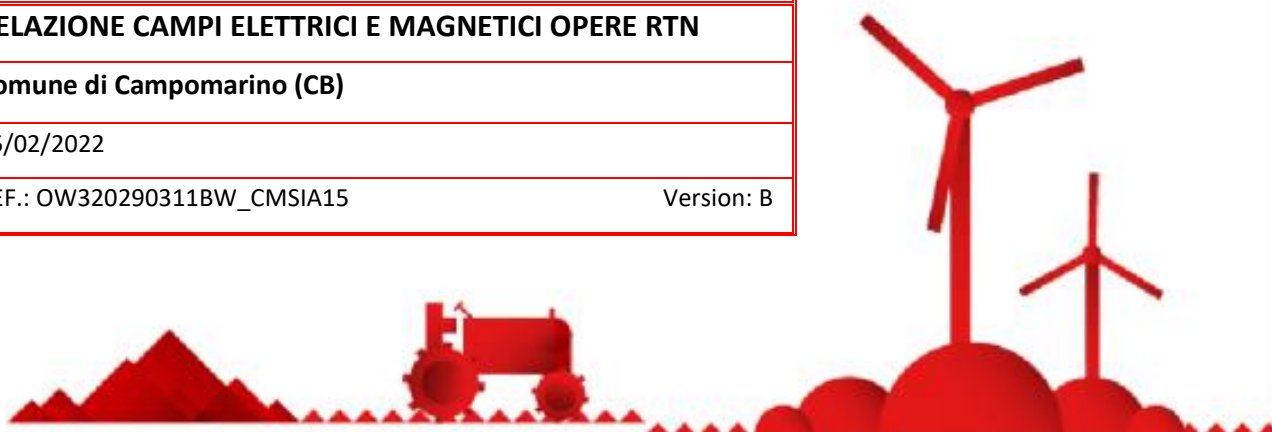 ELAZIONE CAMPI ELETTRICI E MAGNETICI OPERE RTN
omune di Campomarino (CB)
5/02/2022
EF.: OW320290311BW_CMSIA15 Version: B